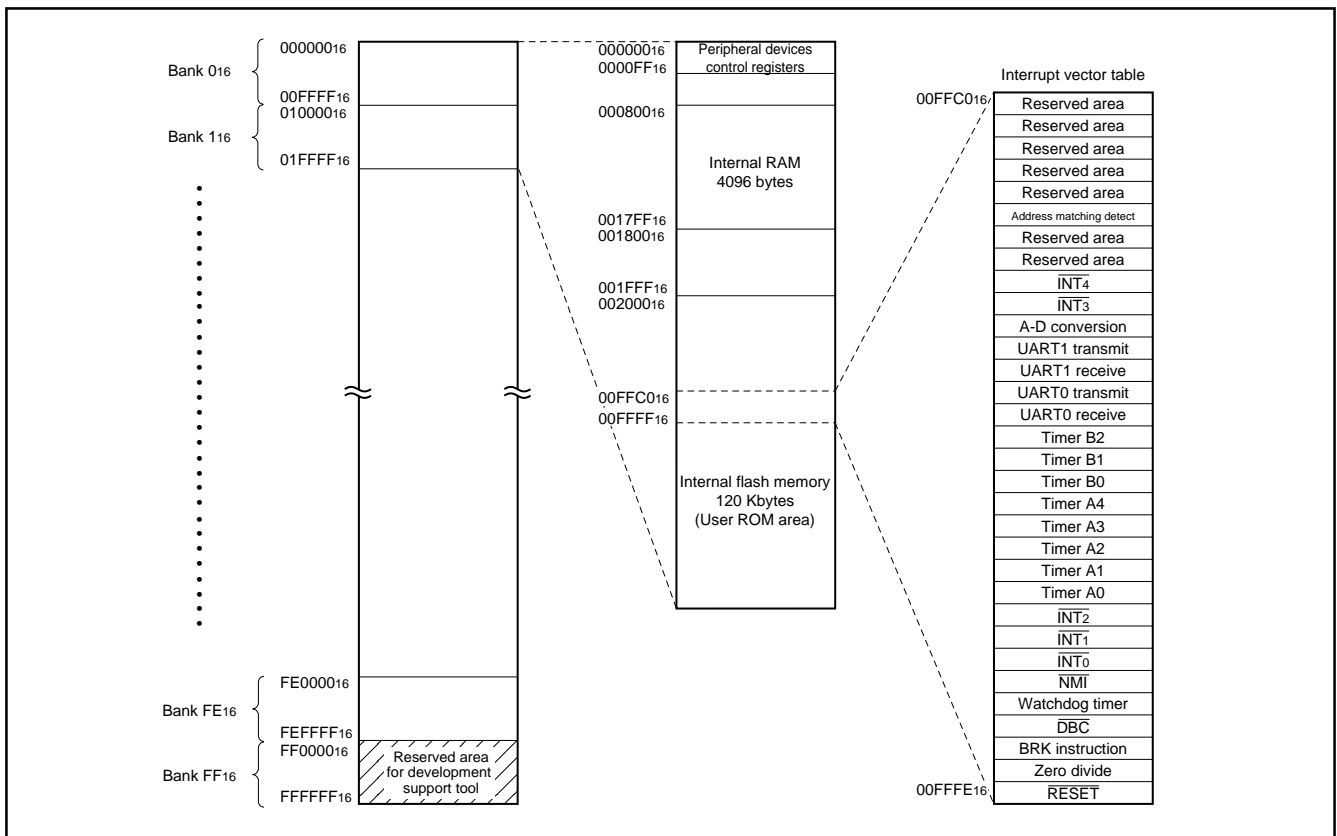 Bank 016
00000016
00FFFF16
Bank 116
01000016
01FFFF16
Bank FE16
FE000016
FEFFFF16
Bank FF16
FF000016
FFFFFF16
Reserved area
for development
support tool
00000016
0000FF16
Peripheral devices
control registers
00080016
Internal RAM
4096 bytes
0017FF16
00180016
001FFF16
00200016
00FFC016
00FFFF16
Internal flash memory
120 Kbytes
(User ROM area)
Interrupt vector table
00FFC016
Reserved area
Reserved area
Reserved area
Reserved area
Reserved area
Address matching detect
Reserved area
Reserved area
INT4
INT3
A-D conversion
UART1 transmit
UART1 receive
UART0 transmit
UART0 receive
Timer B2
Timer B1
Timer B0
Timer A4
Timer A3
Timer A2
Timer A1
Timer A0
INT2
INT1
INT0
NMI
Watchdog timer
DBC
BRK instruction
Zero divide
00FFFE16
RESET